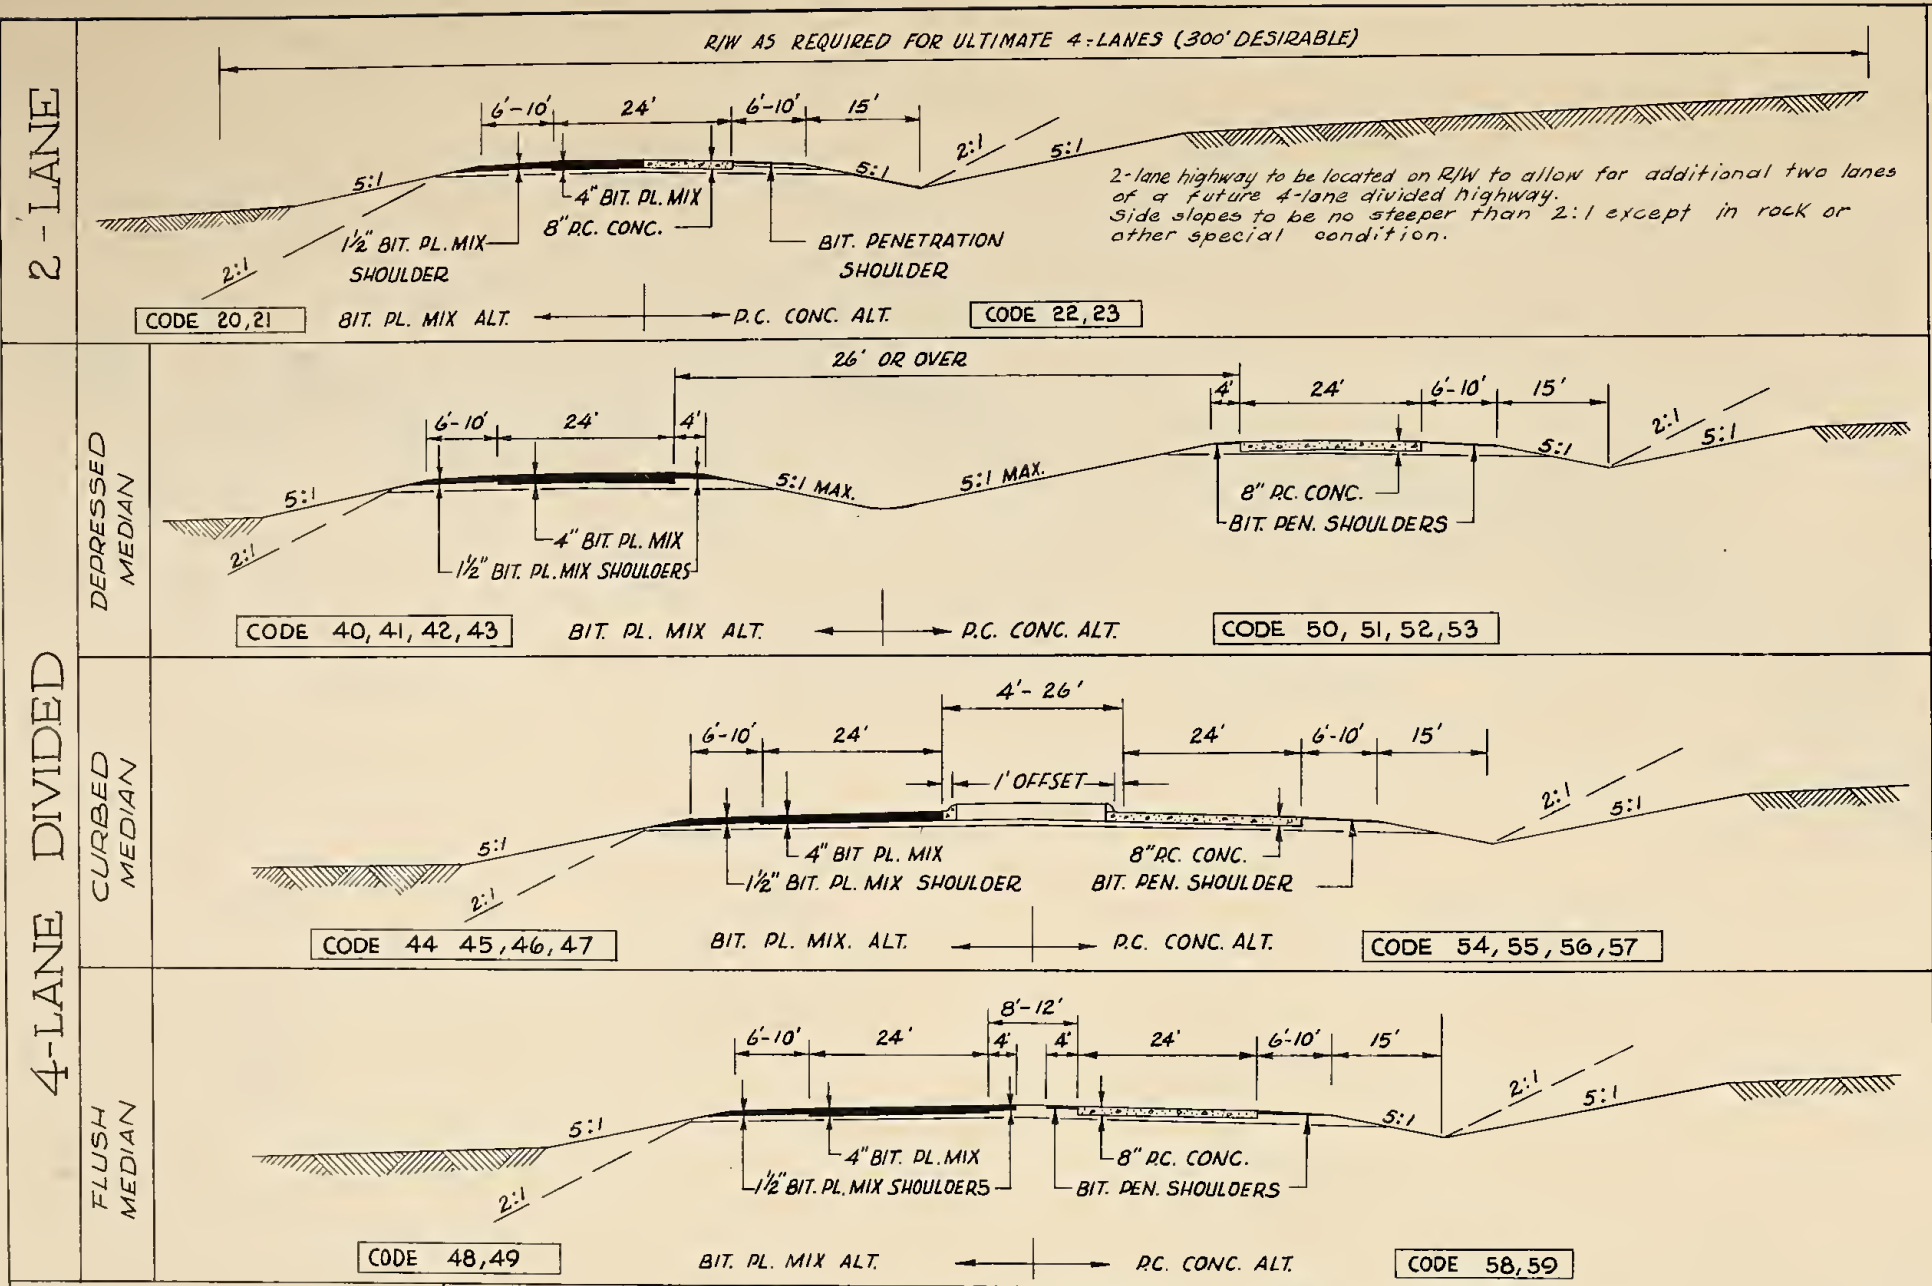 2-LANE
R/W AS REQUIRED FOR ULTIMATE 4-LANES (300' DESIRABLE)
6'-10' 24' 6'-10' 15'
2:1 5:1
5:1 5:1
2-lane highway to be located on R/W to allow for additional two lanes
of a future 4-lane divided highway.
Side slopes to be no steeper than 2:1 except in rock or
other special condition.
4" BIT. PL. MIX
8" P.C. CONC.
1½" BIT. PL. MIX
SHOULDER
BIT. PENETRATION
SHOULDER
2:1
CODE 20,21 BIT. PL. MIX ALT. P.C. CONC. ALT. CODE 22,23
4-LANE DIVIDED
DEPRESSED
MEDIAN
26' OR OVER
6'-10' 24' 4' 4' 24' 6'-10' 15'
2:1 5:1
5:1 5:1 MAX. 5:1 MAX. 5:1
2:1
8" P.C. CONC.
BIT. PEN. SHOULDERS
4" BIT. PL. MIX
1½" BIT. PL. MIX SHOULDERS
CODE 40, 41, 42, 43 BIT. PL. MIX ALT. P.C. CONC. ALT. CODE 50, 51, 52, 53
CURBED
MEDIAN
4'- 26'
6'-10' 24' 24' 6'-10' 15'
1' OFFSET
2:1 5:1
5:1
2:1
4" BIT PL. MIX 8" P.C. CONC.
1½" BIT. PL. MIX SHOULDER BIT. PEN. SHOULDER
CODE 44 45, 46, 47 BIT. PL. MIX. ALT. P.C. CONC. ALT. CODE 54, 55, 56, 57
FLUSH
MEDIAN
8'-12'
6'-10' 24' 4' 4' 24' 6'-10' 15'
2:1 5:1
5:1 5:1
2:1
4" BIT. PL. MIX 8" P.C. CONC.
1½" BIT. PL. MIX SHOULDERS BIT. PEN. SHOULDERS
CODE 48,49 BIT. PL. MIX ALT. P.C. CONC. ALT. CODE 58,59